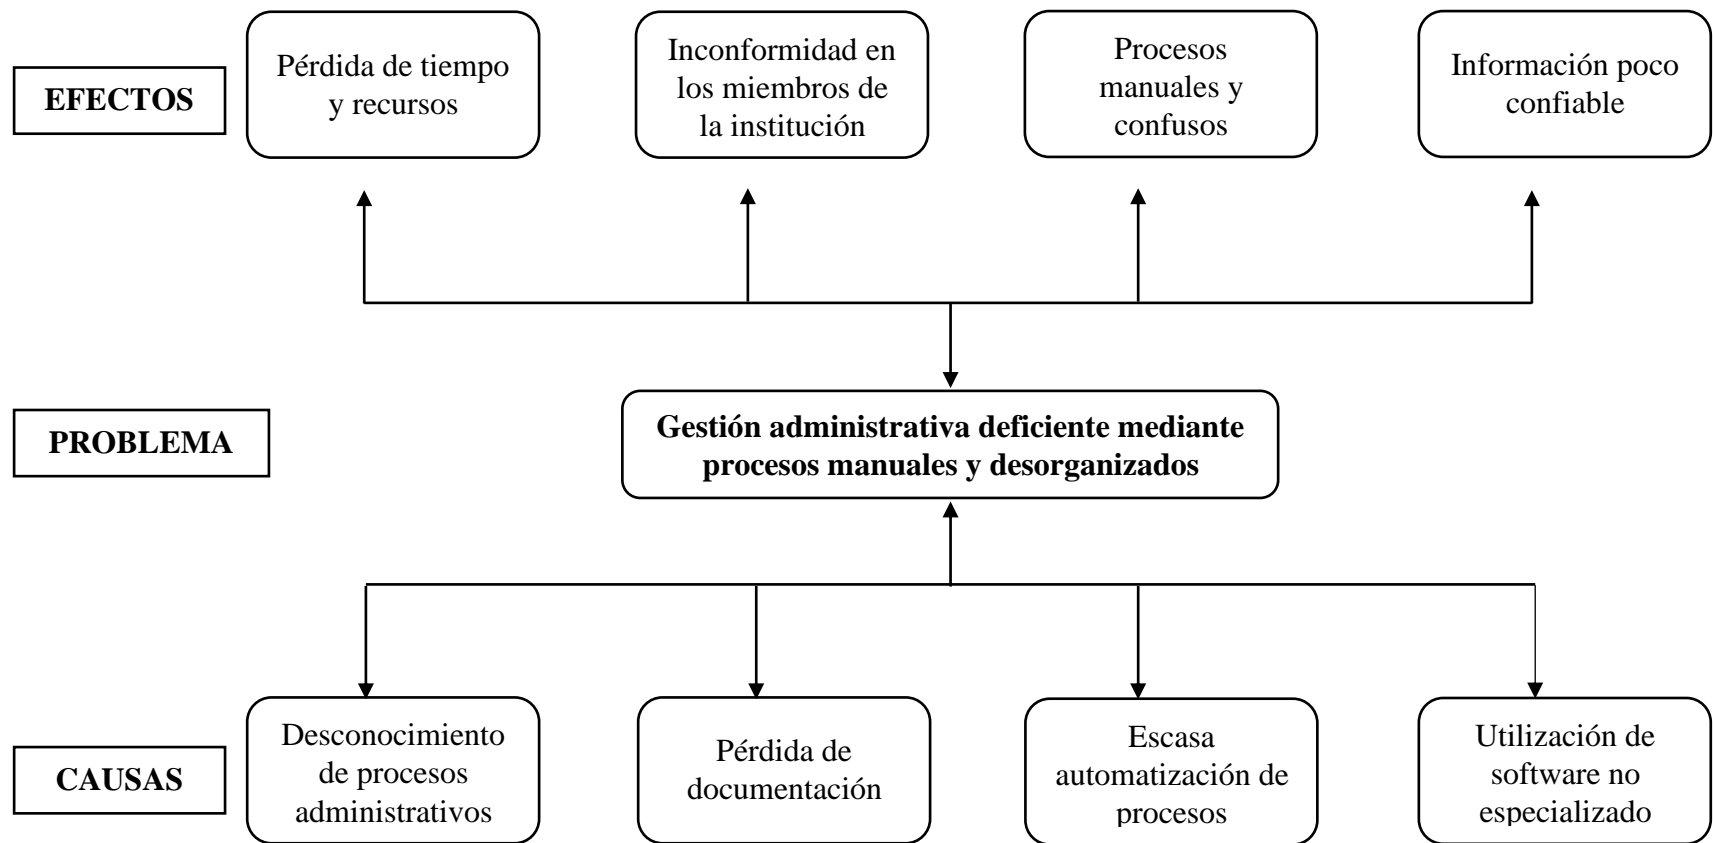 EFECTOS
Pérdida de tiempo
y recursos
Inconformidad en
los miembros de
la institución
Procesos
manuales y
confusos
Información poco
confiable
PROBLEMA
Gestión administrativa deficiente mediante
procesos manuales y desorganizados
CAUSAS
Desconocimiento
de procesos
administrativos
Pérdida de
documentación
Escasa
automatización de
procesos
Utilización de
software no
especializado